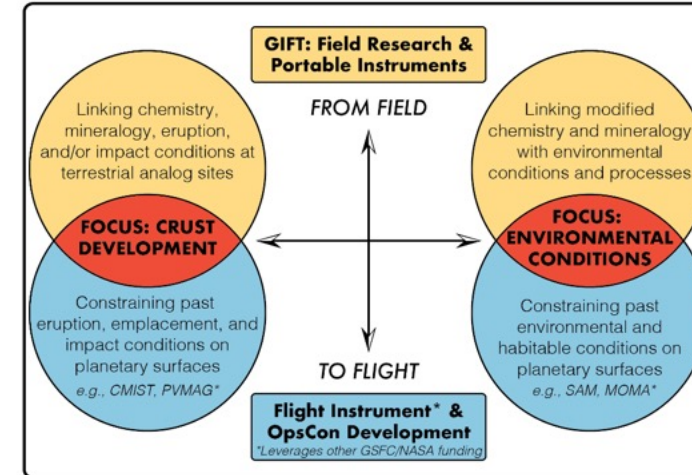 GIFT: Field Research &
Portable Instruments
FROM FIELD
Linking chemistry,
mineralogy, eruption,
and/or impact conditions at
terrestrial analog sites
FOCUS: CRUST
DEVELOPMENT
Constraining past
eruption, emplacement, and
impact conditions on
planetary surfaces
e.g., CMIST, PVMAG*
Linking modified
chemistry and mineralogy
with environmental
conditions and processes
FOCUS:
ENVIRONMENTAL
CONDITIONS
Constraining past
environmental and
habitable conditions on
planetary surfaces
e.g., SAM, MOMA*
TO FLIGHT
Flight Instrument* &
OpsCon Development
*Leverages other GSFC/NASA funding